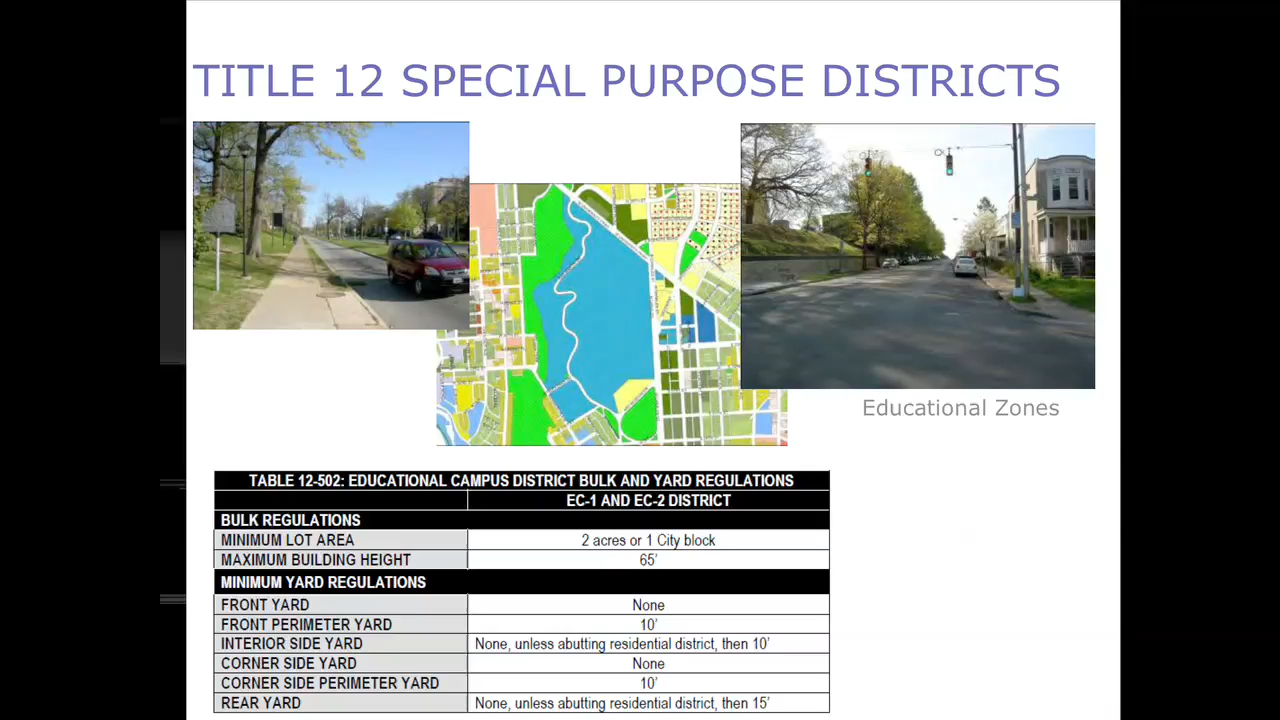 TITLE 12 SPECIAL PURPOSE DISTRICTS
Educational Zones
TABLE 12-502: EDUCATIONAL CAMPUS DISTRICT BULK AND YARD REGULATIONS
EC-1 AND EC-2 DISTRICT
BULK REGULATIONS
MINIMUM LOT AREA 2 acres or 1 City block
MAXIMUM BUILDING HEIGHT 65'
MINIMUM YARD REGULATIONS
FRONT YARD None
FRONT PERIMETER YARD 10'
INTERIOR SIDE YARD None, unless abutting residential district, then 10'
CORNER SIDE YARD None
CORNER SIDE PERIMETER YARD 10'
REAR YARD None, unless abutting residential district, then 15'